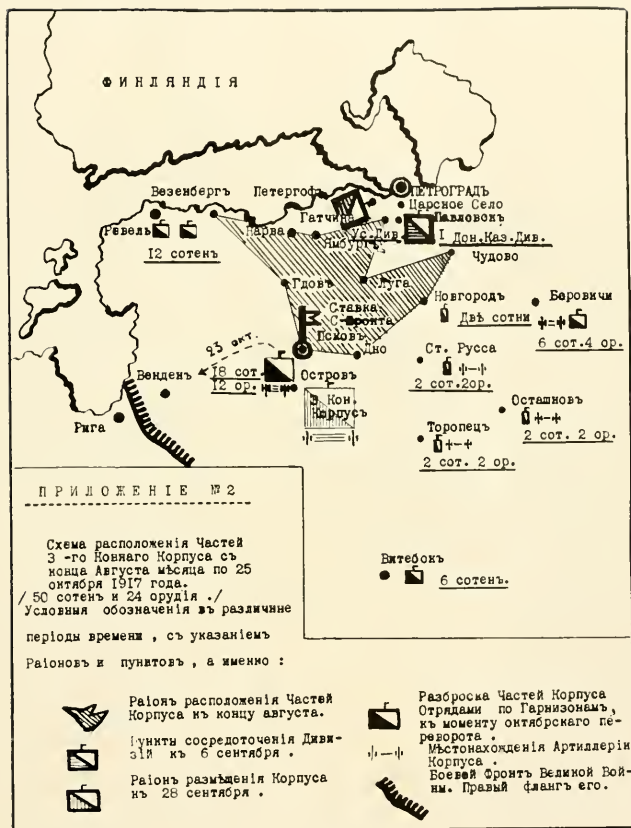 ФИНЛЯНДІЯ
Везенбергъ
Петергоф
ПЕТРОГРАДЪ
Царское Село
Гатчина
Павловск
Ревель
Нарва
Ямбургъ
Ус.Див.
I Дон.Каз.Див.
12 сотенъ
Чудово
Гдовъ
Луга
Новгородъ
Боровичи
Ставка
С.Фронта
Двѣ сотни
Псковъ
6 сот.4 ор.
23 окт.
Дно
Ст. Русса
Венденъ
18 сот.
12 ор.
Островъ
2 сот.2ор.
3 Кон.
Корпусъ
Осташков
Рига
Торопец
2 сот. 2 ор.
2 сот. 2 ор.
ПРИЛОЖЕНІЕ №2
Схема расположенія Частей
3 -го Коннаго Корпуса съ
конца Августа мѣсяца по 25
октября 1917 года.
/ 50 сотенъ и 24 орудія ./
Условныя обозначенія въ различные
періоды времени , съ указаніемъ
Раіоновъ и пунктовъ , а именно :
Витебск
6 сотенъ.
Раіонъ расположенія Частей
Корпуса къ концу августа.
Пункты сосредоточенія Диви-
зій къ 6 сентября .
Раіонъ размѣщенія Корпуса
къ 28 сентября .
Разброска Частей Корпуса
Отрядами по Гарнизонамъ,
къ моменту октябрскаго пе-
реворота .
Мѣстонахожденія Артиллеріи
Корпуса .
Боевой Фронтъ Великой Вой-
ны. Правый флангъ его.